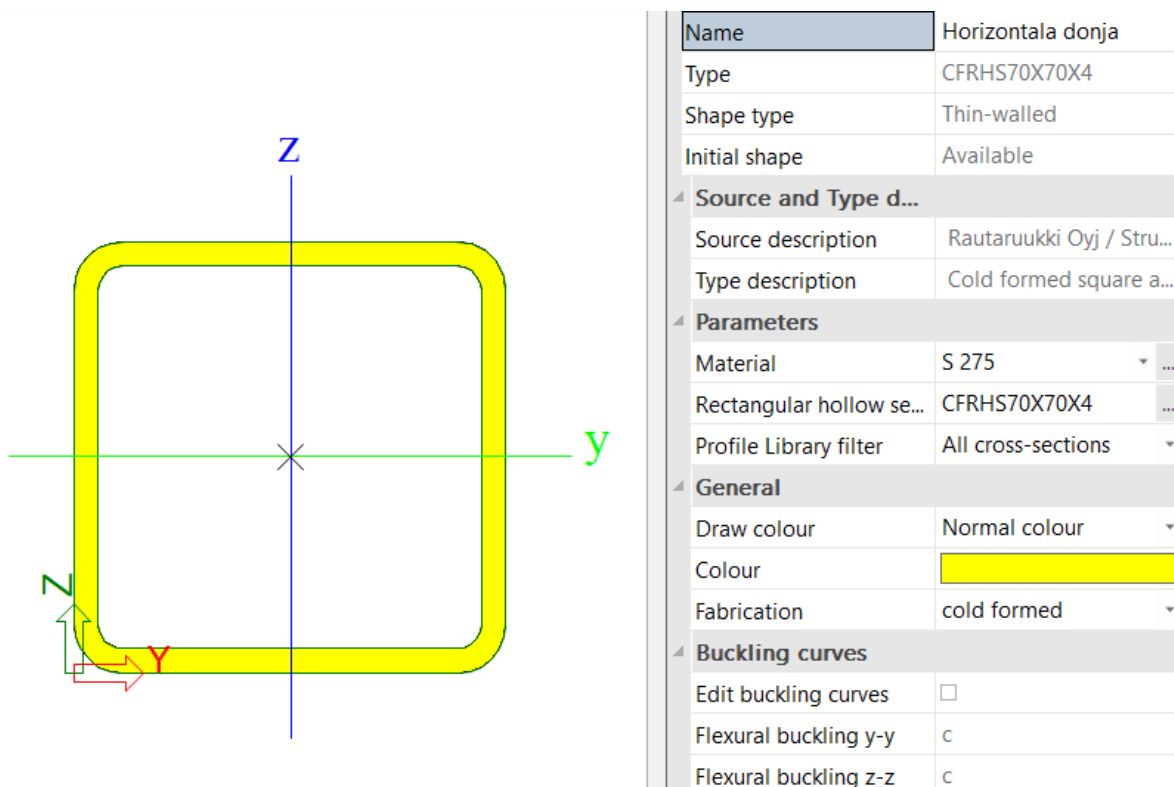 z
y
Z
Y
Name Horizontala donja
Type CFRHS70X70X4
Shape type Thin-walled
Initial shape Available
Source and Type d...
Source description Rautaruukki Oyj / Stru...
Type description Cold formed square a...
Parameters
Material S 275 ...
Rectangular hollow se... CFRHS70X70X4 ...
Profile Library filter All cross-sections
General
Draw colour Normal colour
Colour
Fabrication cold formed
Buckling curves
Edit buckling curves
Flexural buckling y-y c
Flexural buckling z-z c